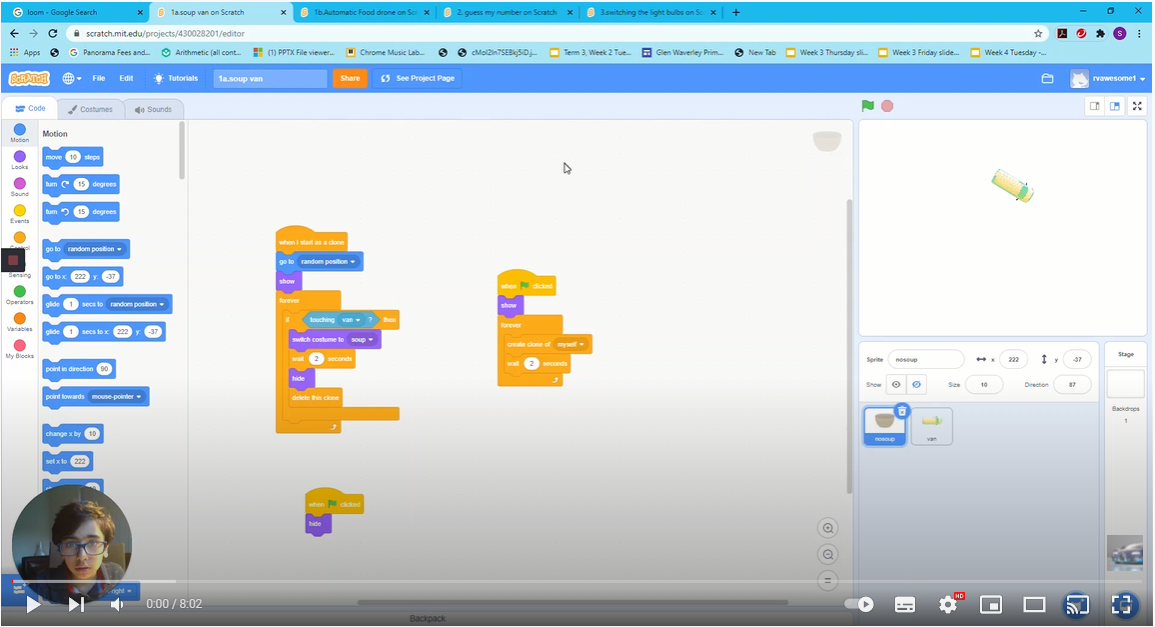 loom - Google Search
1a.soup van on Scratch
1b.Automatic Food drone on Scr
2. guess my number on Scratch
3.switching the light bulbs on Sc
scratch.mit.edu/projects/430028201/editor
Apps
Panorama Fees and...
Arithmetic (all cont...
(1) PPTX File viewer...
Chrome Music Lab...
Term 3, Week 2 Tue...
Glen Waverley Prim...
New Tab
Week 3 Thursday sli...
Week 3 Friday slide...
Week 4 Tuesday -...
SCRATCH
File
Edit
Tutorials
1a.soup van
Share
See Project Page
rvawesome1
Code
Costumes
Sounds
Motion
Looks
Sound
Events
Control
Sensing
Operators
Variables
My Blocks
Motion
move 10 steps
turn 15 degrees
turn 15 degrees
go to random position
go to x: 222 y: -37
glide 1 secs to random position
glide 1 secs to x: 222 y: -37
point in direction 90
point towards mouse-pointer
change x by 10
set x to 222
when I start as a clone
go to random position
show
forever
if touching van ? then
switch costume to soup
wait 2 seconds
hide
delete this clone
when clicked
hide
when clicked
show
forever
create clone of myself
wait 2 seconds
Sprite nosoup x 222 y -37
Show Size 10 Direction 87
nosoup
van
Stage
Backdrops
1
right
0:00 / 8:02
HD
Backpack